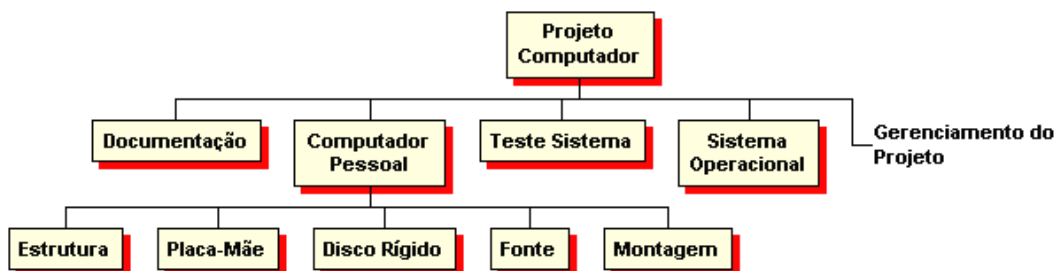 Projeto
Computador
Documentação
Computador
Pessoal
Teste Sistema
Sistema
Operacional
Gerenciamento do
Projeto
Estrutura
Placa-Mãe
Disco Rígido
Fonte
Montagem